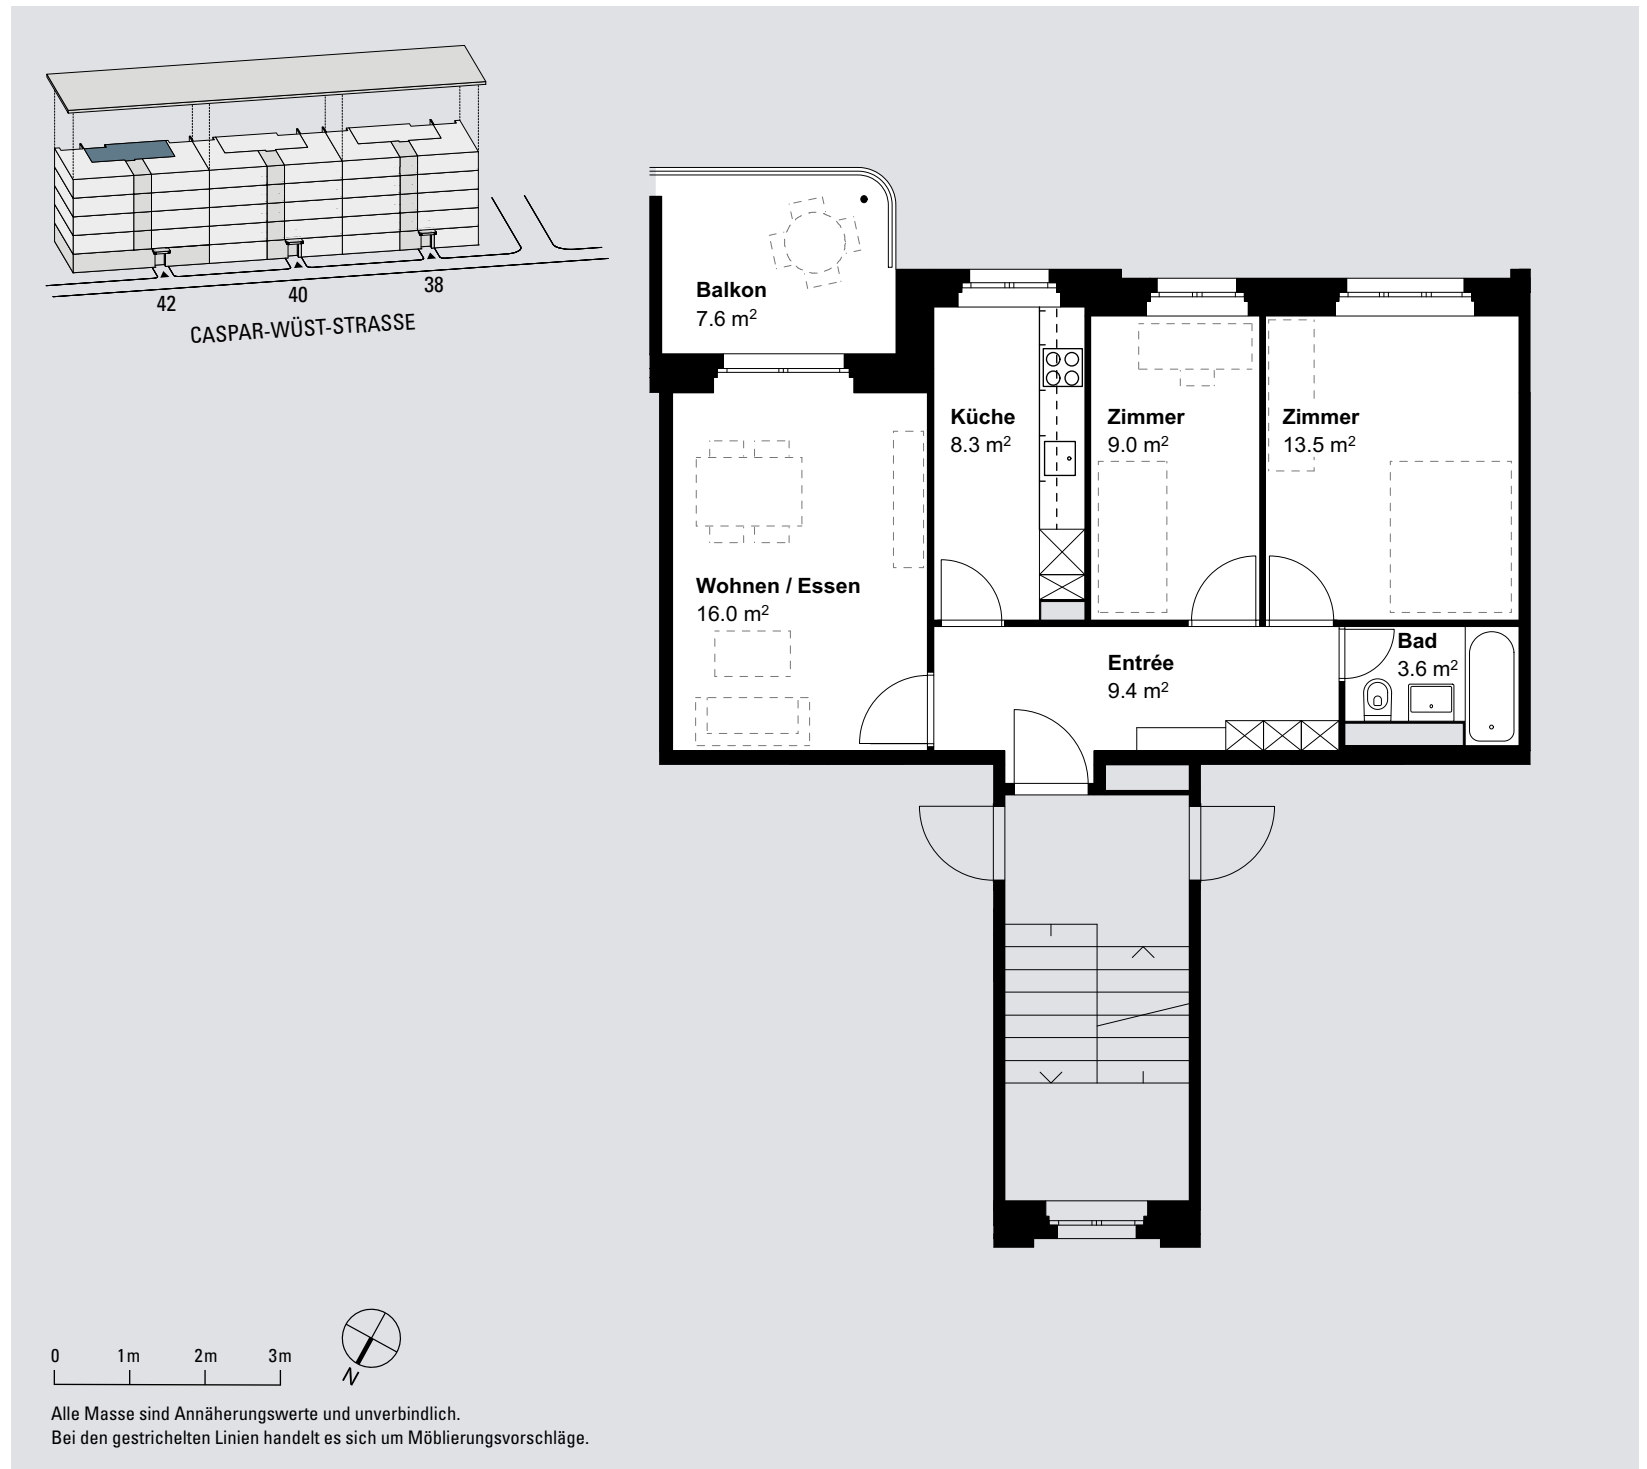 42
40
38
CASPAR-WÜST-STRASSE
Balkon
7.6 m²
Küche
8.3 m²
Zimmer
9.0 m²
Zimmer
13.5 m²
Wohnen / Essen
16.0 m²
Entrée
9.4 m²
Bad
3.6 m²
0 1m 2m 3m
N
Alle Masse sind Annäherungswerte und unverbindlich.
Bei den gestrichelten Linien handelt es sich um Möblierungsvorschläge.